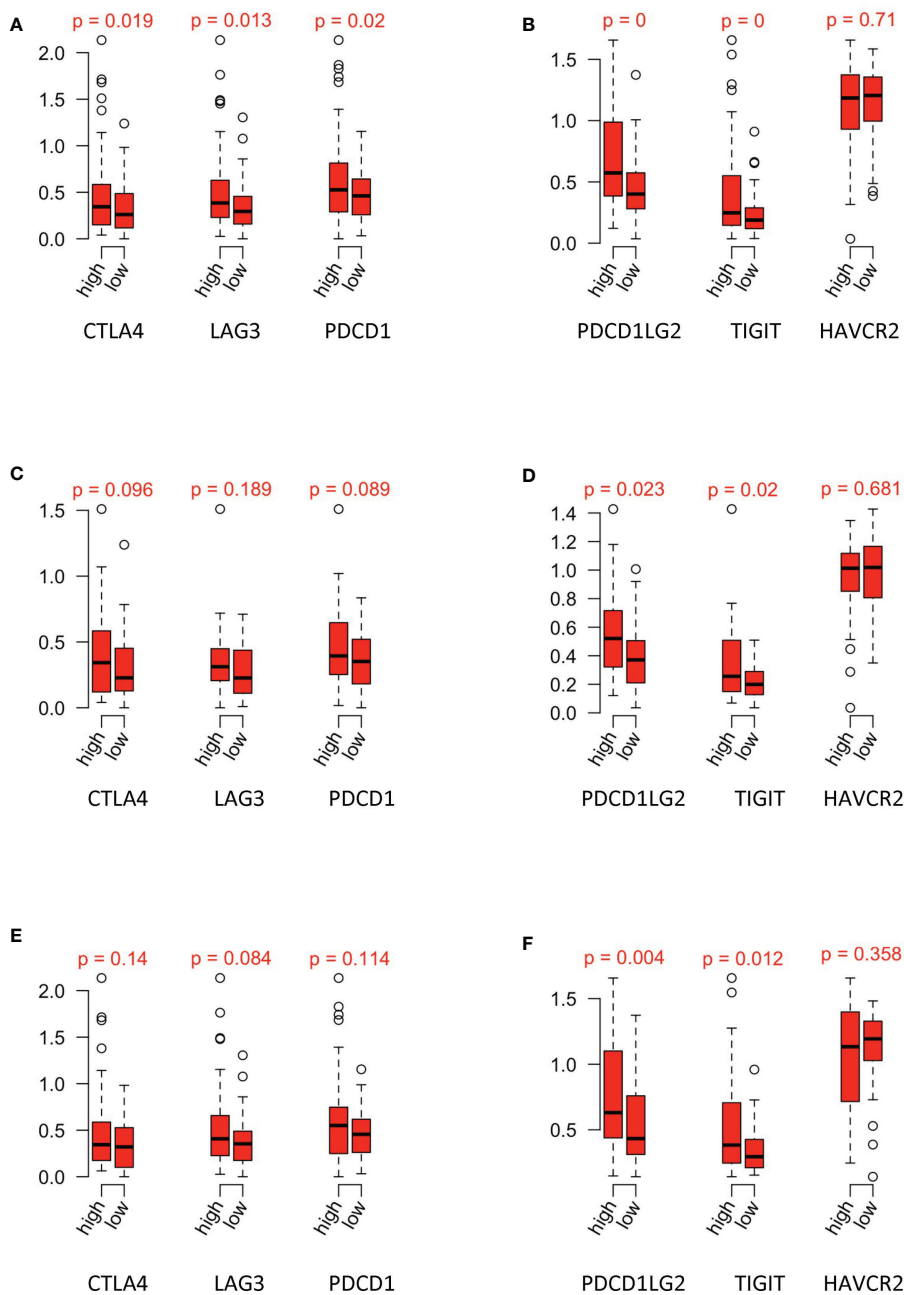 A
p = 0.019 p = 0.013 p = 0.02
2.0
1.5
1.0
0.5
0.0
high low high low high low
CTLA4 LAG3 PDCD1
B
p = 0 p = 0 p = 0.71
1.5
1.0
0.5
0.0
high low high low high low
PDCD1LG2 TIGIT HAVCR2
C
p = 0.096 p = 0.189 p = 0.089
1.5
1.0
0.5
0.0
high low high low high low
CTLA4 LAG3 PDCD1
D
p = 0.023 p = 0.02 p = 0.681
1.4
1.2
1.0
0.8
0.6
0.4
0.2
0.0
high low high low high low
PDCD1LG2 TIGIT HAVCR2
E
p = 0.14 p = 0.084 p = 0.114
2.0
1.5
1.0
0.5
0.0
high low high low high low
CTLA4 LAG3 PDCD1
F
p = 0.004 p = 0.012 p = 0.358
1.5
1.0
0.5
high low high low high low
PDCD1LG2 TIGIT HAVCR2